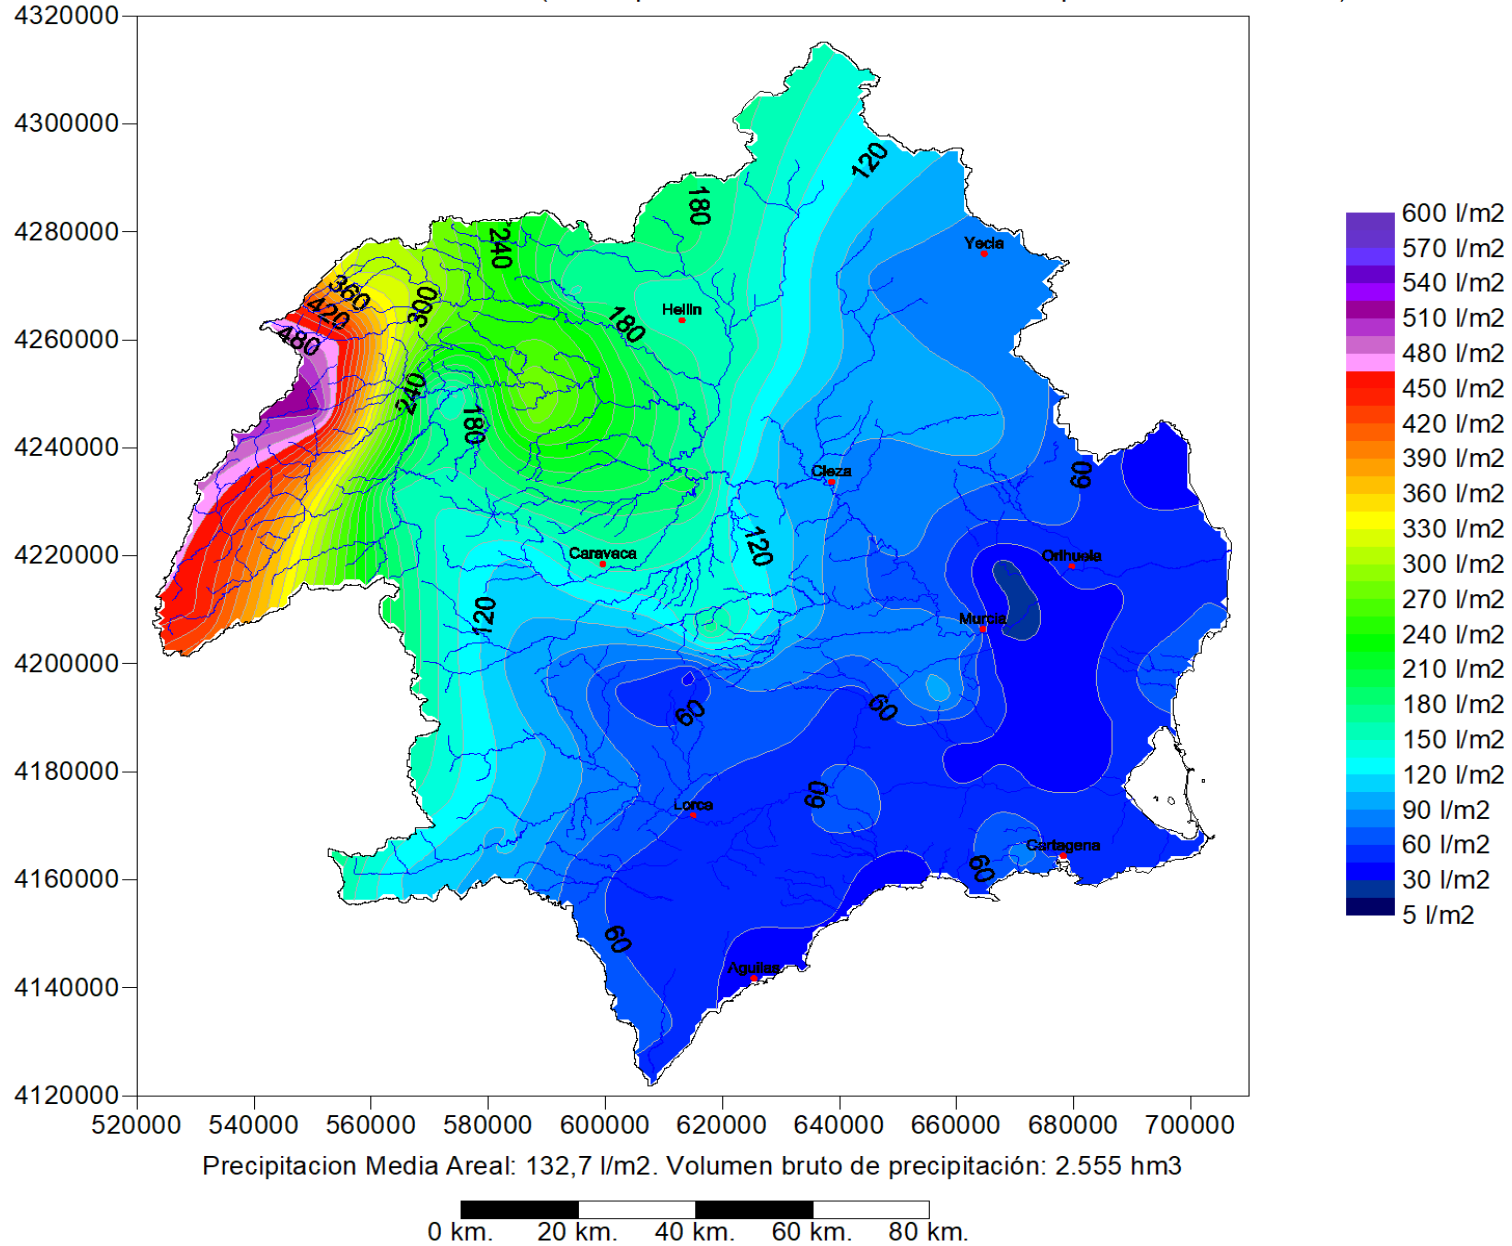 4320000
4300000
4280000
4260000
4240000
4220000
4200000
4180000
4160000
4140000
4120000
520000 540000 560000 580000 600000 620000 640000 660000 680000 700000
120
180
240
Yecla
360
420
300
480
Hellin
180
240
180
Cieza
60
120
Caravaca
Orihuela
120
Murcia
60
60
60
Lorca
Cartagena
60
60
Aguilas
600 l/m2
570 l/m2
540 l/m2
510 l/m2
480 l/m2
450 l/m2
420 l/m2
390 l/m2
360 l/m2
330 l/m2
300 l/m2
270 l/m2
240 l/m2
210 l/m2
180 l/m2
150 l/m2
120 l/m2
90 l/m2
60 l/m2
30 l/m2
5 l/m2
Precipitacion Media Areal: 132,7 l/m2. Volumen bruto de precipitación: 2.555 hm3
0 km. 20 km. 40 km. 60 km. 80 km.